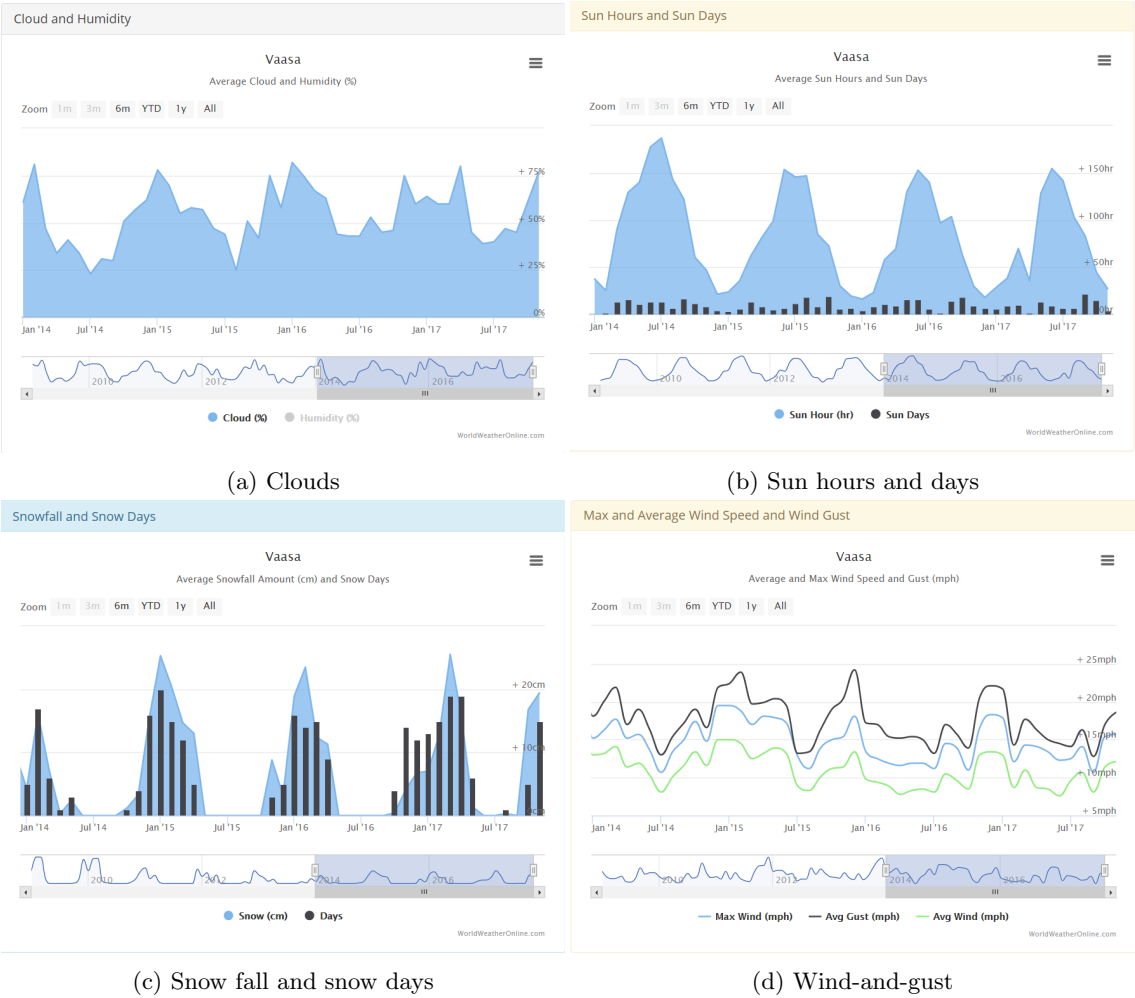 Cloud and Humidity
Vaasa
Average Cloud and Humidity (%)
Zoom 1m 3m 6m YTD 1y All
+ 75%
+ 50%
+ 25%
0%
Jan '14 Jul '14 Jan '15 Jul '15 Jan '16 Jul '16 Jan '17 Jul '17
2010 2012 2014 2016
Cloud (%) Humidity (%)
WorldWeatherOnline.com
(a) Clouds
Sun Hours and Sun Days
Vaasa
Average Sun Hours and Sun Days
Zoom 1m 3m 6m YTD 1y All
+ 150hr
+ 100hr
+ 50hr
0hr
Jan '14 Jul '14 Jan '15 Jul '15 Jan '16 Jul '16 Jan '17 Jul '17
2010 2012 2014 2016
Sun Hour (hr) Sun Days
WorldWeatherOnline.com
(b) Sun hours and days
Snowfall and Snow Days
Vaasa
Average Snowfall Amount (cm) and Snow Days
Zoom 1m 3m 6m YTD 1y All
+ 20cm
+ 10cm
0cm
Jan '14 Jul '14 Jan '15 Jul '15 Jan '16 Jul '16 Jan '17 Jul '17
2010 2012 2014 2016
Snow (cm) Days
WorldWeatherOnline.com
(c) Snow fall and snow days
Max and Average Wind Speed and Wind Gust
Vaasa
Average and Max Wind Speed and Gust (mph)
Zoom 1m 3m 6m YTD 1y All
+ 25mph
+ 20mph
+ 15mph
+ 10mph
+ 5mph
Jan '14 Jul '14 Jan '15 Jul '15 Jan '16 Jul '16 Jan '17 Jul '17
2010 2012 2014 2016
Max Wind (mph) Avg Gust (mph) Avg Wind (mph)
WorldWeatherOnline.com
(d) Wind-and-gust